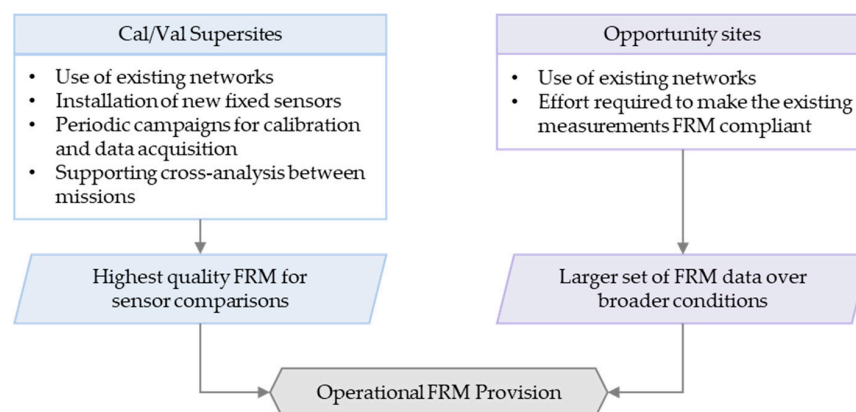 Cal/Val Supersites
• Use of existing networks
• Installation of new fixed sensors
• Periodic campaigns for calibration
and data acquisition
• Supporting cross-analysis between
missions
Highest quality FRM for
sensor comparisons
Opportunity sites
• Use of existing networks
• Effort required to make the existing
measurements FRM compliant
Larger set of FRM data over
broader conditions
Operational FRM Provision